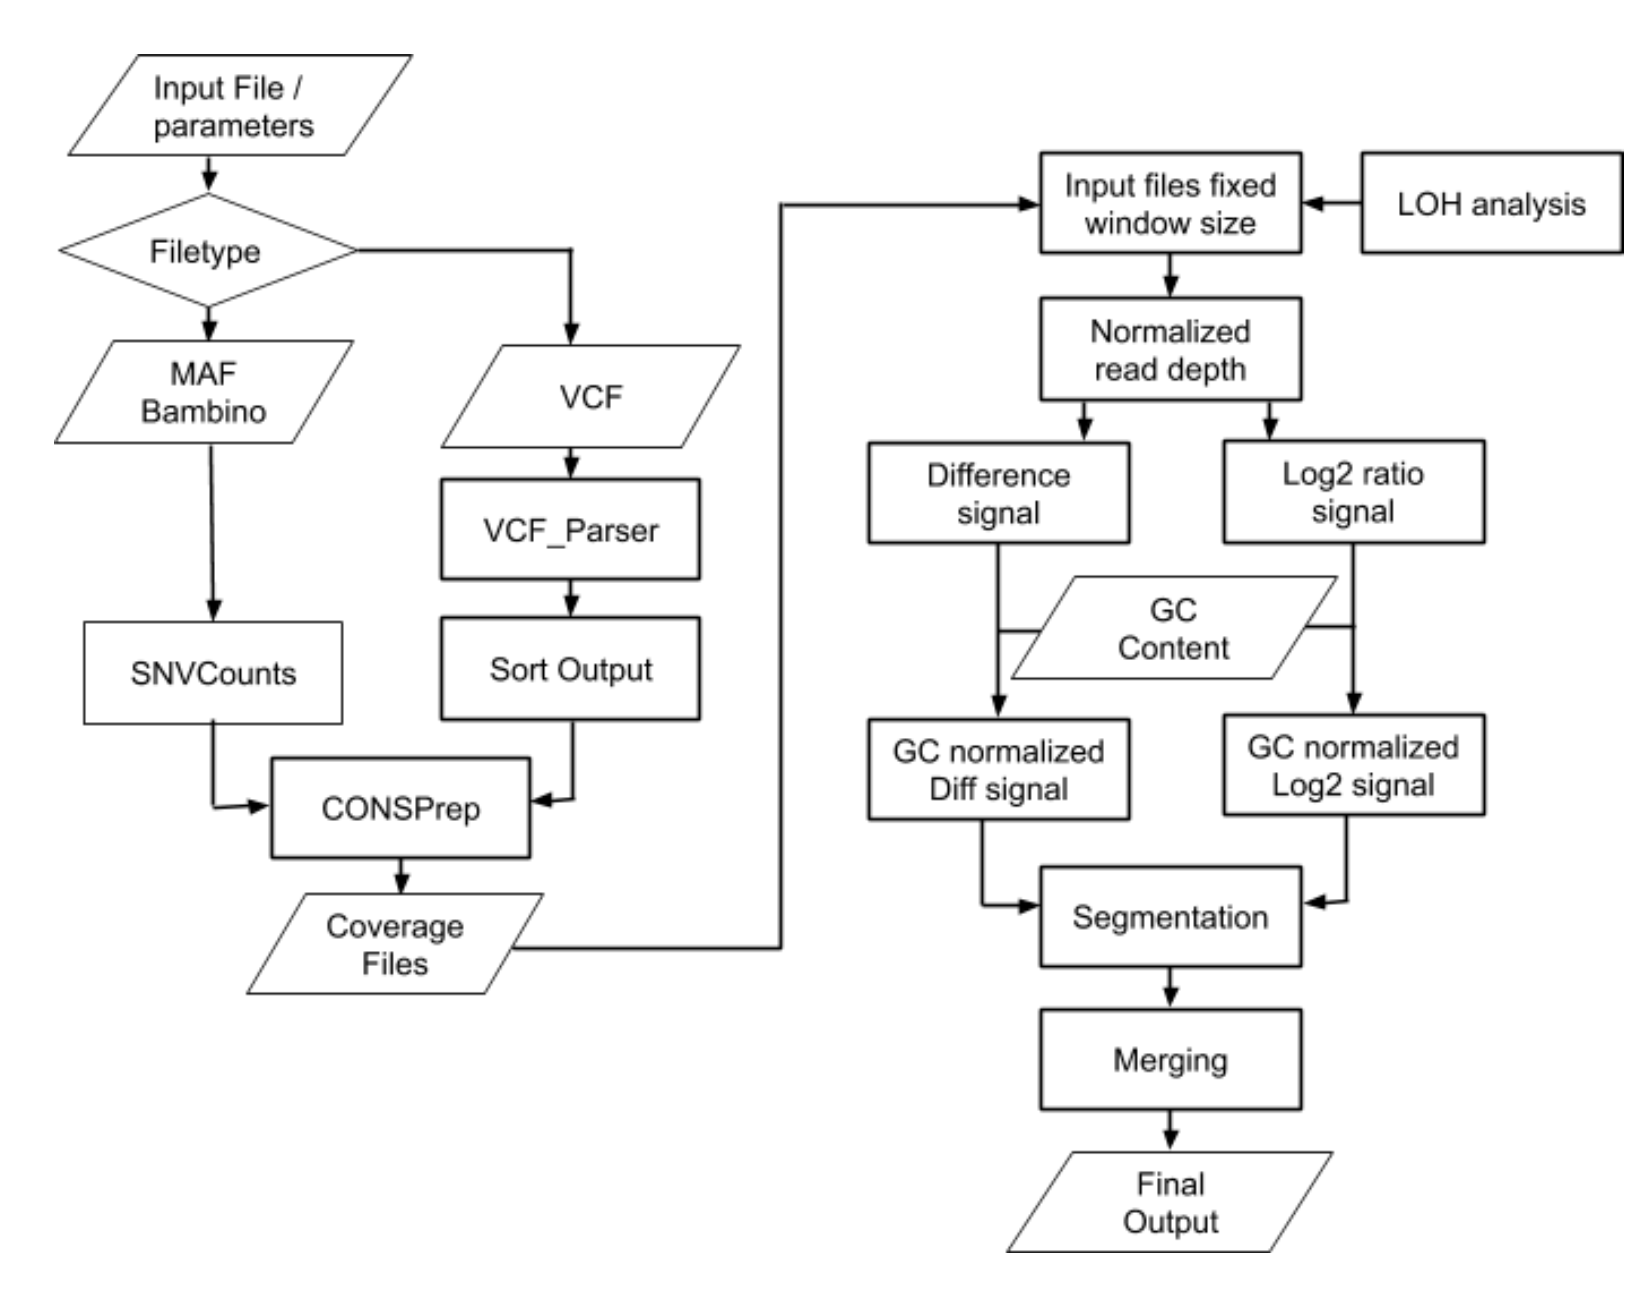 Input File /
parameters
Filetype
MAF
Bambino
VCF
VCF_Parser
SNVCounts
Sort Output
CONSPrep
Coverage
Files
Input files fixed
window size
LOH analysis
Normalized
read depth
Difference
signal
Log2 ratio
signal
GC
Content
GC normalized
Diff signal
GC normalized
Log2 signal
Segmentation
Merging
Final
Output